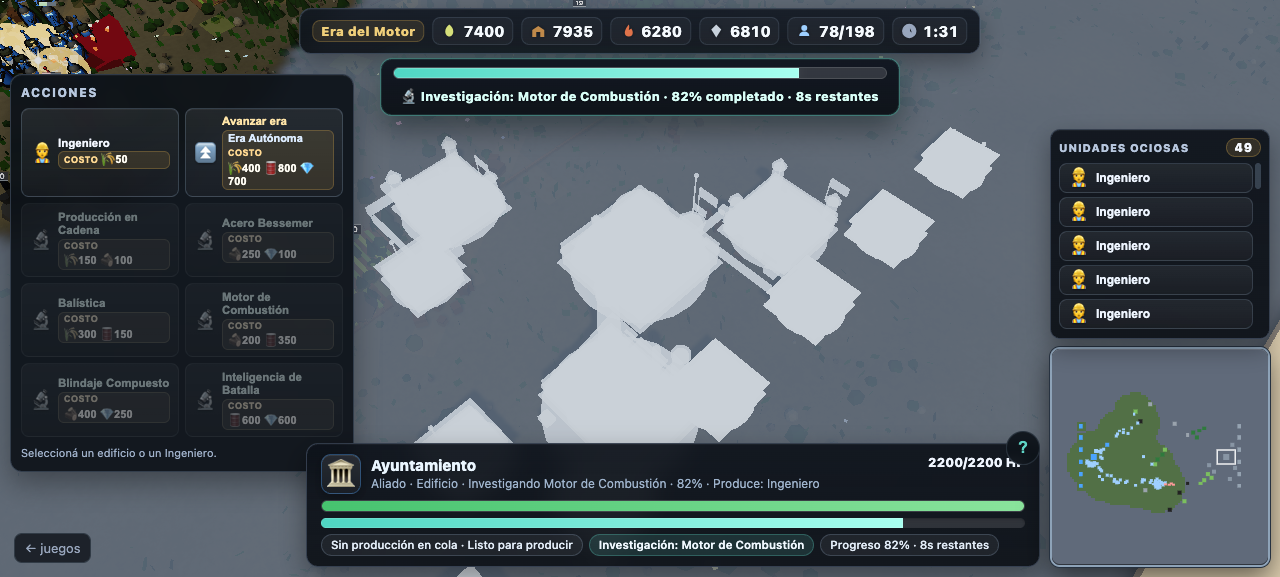 19
Era del Motor
7400
7935
6280
6810
78/198
1:31
Investigación: Motor de Combustión · 82% completado · 8s restantes
ACCIONES
Ingeniero
COSTO 50
Avanzar era
Era Autónoma
COSTO
400 800
700
Producción en
Cadena
COSTO
150 100
Acero Bessemer
COSTO
250 100
Balística
COSTO
300 150
Motor de
Combustión
COSTO
200 350
Blindaje Compuesto
COSTO
400 250
Inteligencia de
Batalla
COSTO
600 600
Seleccioná un edificio o un Ingeniero.
← juegos
UNIDADES OCIOSAS 49
Ingeniero
Ingeniero
Ingeniero
Ingeniero
Ingeniero
Ayuntamiento
2200/2200
?
Aliado · Edificio · Investigando Motor de Combustión · 82% · Produce: Ingeniero
Sin producción en cola · Listo para producir
Investigación: Motor de Combustión
Progreso 82% · 8s restantes